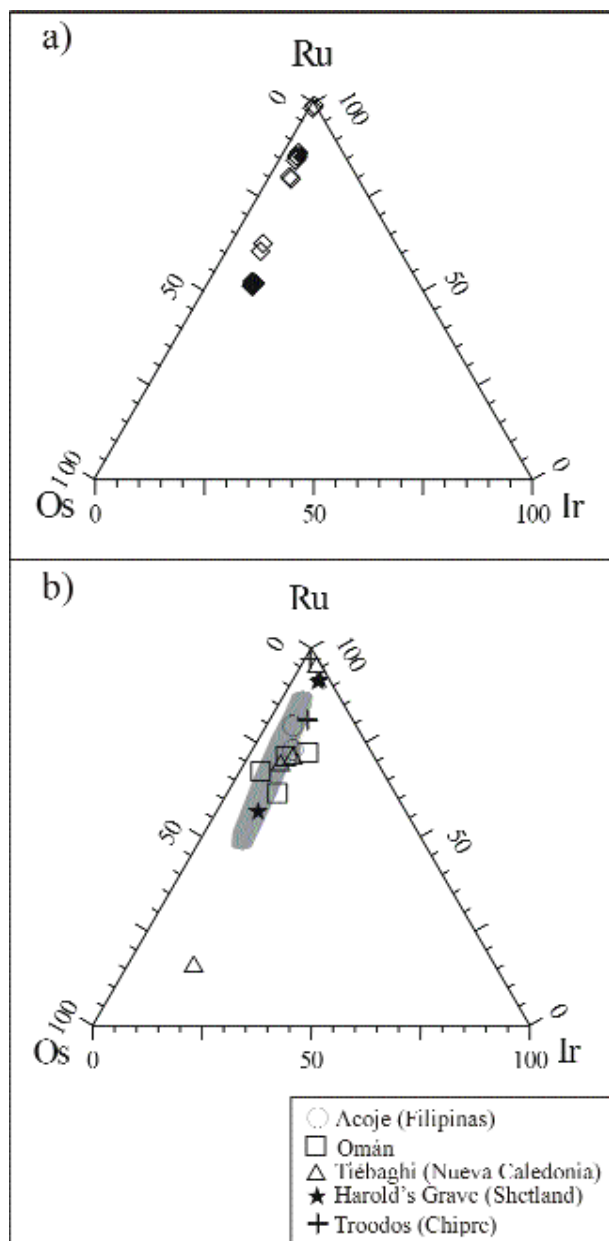 a)
Ru
0 100
50 50
100 0
Os 0 50 100 Ir
b)
Ru
0 100
50 50
100 0
Os 0 50 100 Ir
Acoje (Filipinas)
Omán
Tiébaghi (Nueva Caledonia)
Harold's Grave (Shetland)
Troodos (Chipre)